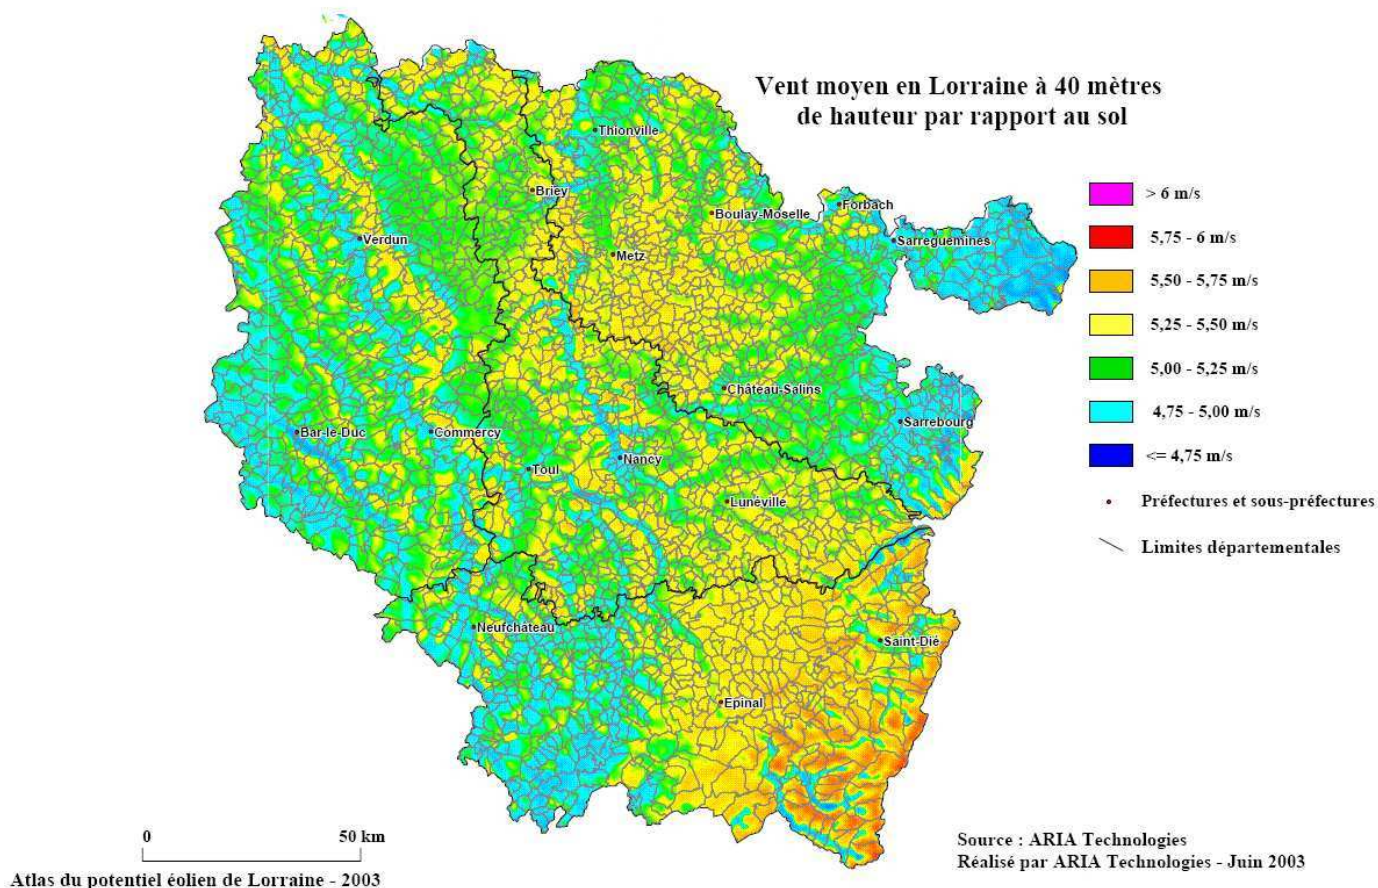 Vent moyen en Lorraine à 40 mètres
de hauteur par rapport au sol
> 6 m/s
5,75 - 6 m/s
5,50 - 5,75 m/s
5,25 - 5,50 m/s
5,00 - 5,25 m/s
4,75 - 5,00 m/s
<= 4,75 m/s
Préfectures et sous-préfectures
Limites départementales
Thionville
Briey
Boulay-Moselle
Forbach
Verdun
Sarreguemines
Metz
Château-Salins
Sarrebourg
Bar-le-Duc
Commercy
Toul
Nancy
Lunéville
Neufchâteau
Saint-Dié
Epinal
0
50 km
Atlas du potentiel éolien de Lorraine - 2003
Source : ARIA Technologies
Réalisé par ARIA Technologies - Juin 2003